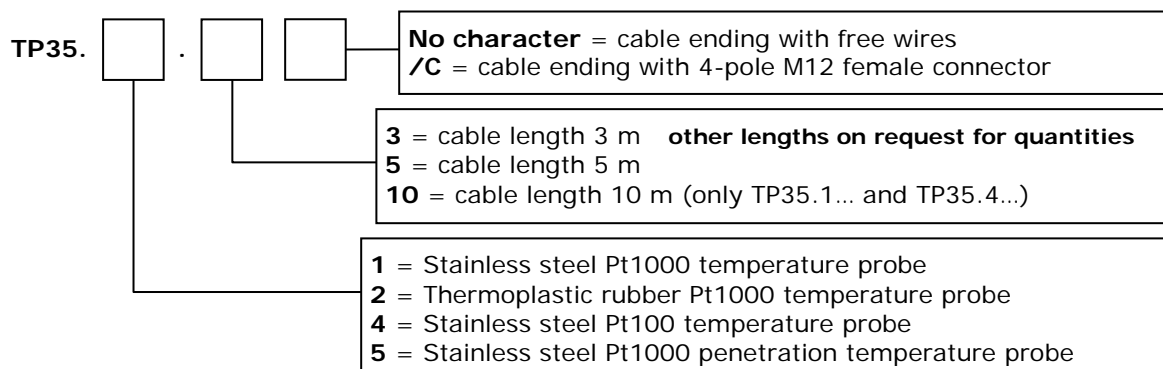 TP35. .
No character = cable ending with free wires
/C = cable ending with 4-pole M12 female connector
3 = cable length 3 m other lengths on request for quantities
5 = cable length 5 m
10 = cable length 10 m (only TP35.1... and TP35.4...)
1 = Stainless steel Pt1000 temperature probe
2 = Thermoplastic rubber Pt1000 temperature probe
4 = Stainless steel Pt100 temperature probe
5 = Stainless steel Pt1000 penetration temperature probe